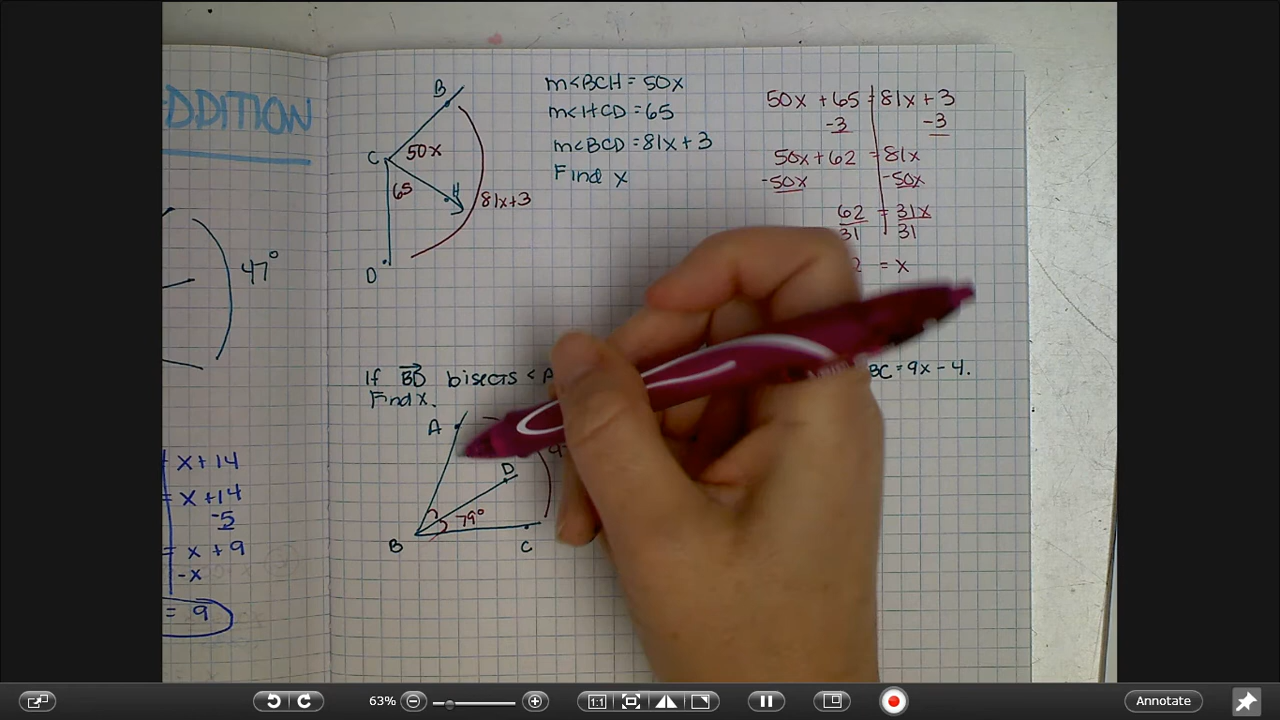 DDITION
47°
x+14
= x+14
-5
= x + 9
-x
= 9
B
C
50x
65
H
81x+3
D
m<BCH = 50x
m<HCD = 65
m<BCD = 81x + 3
Find x
50x + 65 = 81x + 3
-3 -3
50x + 62 = 81x
-50x -50x
62 = 31x
31 31
= x
If BD bisects < A
BC = 9x - 4.
Find x.
A
D
79°
B
C
63%
1:1
Annotate